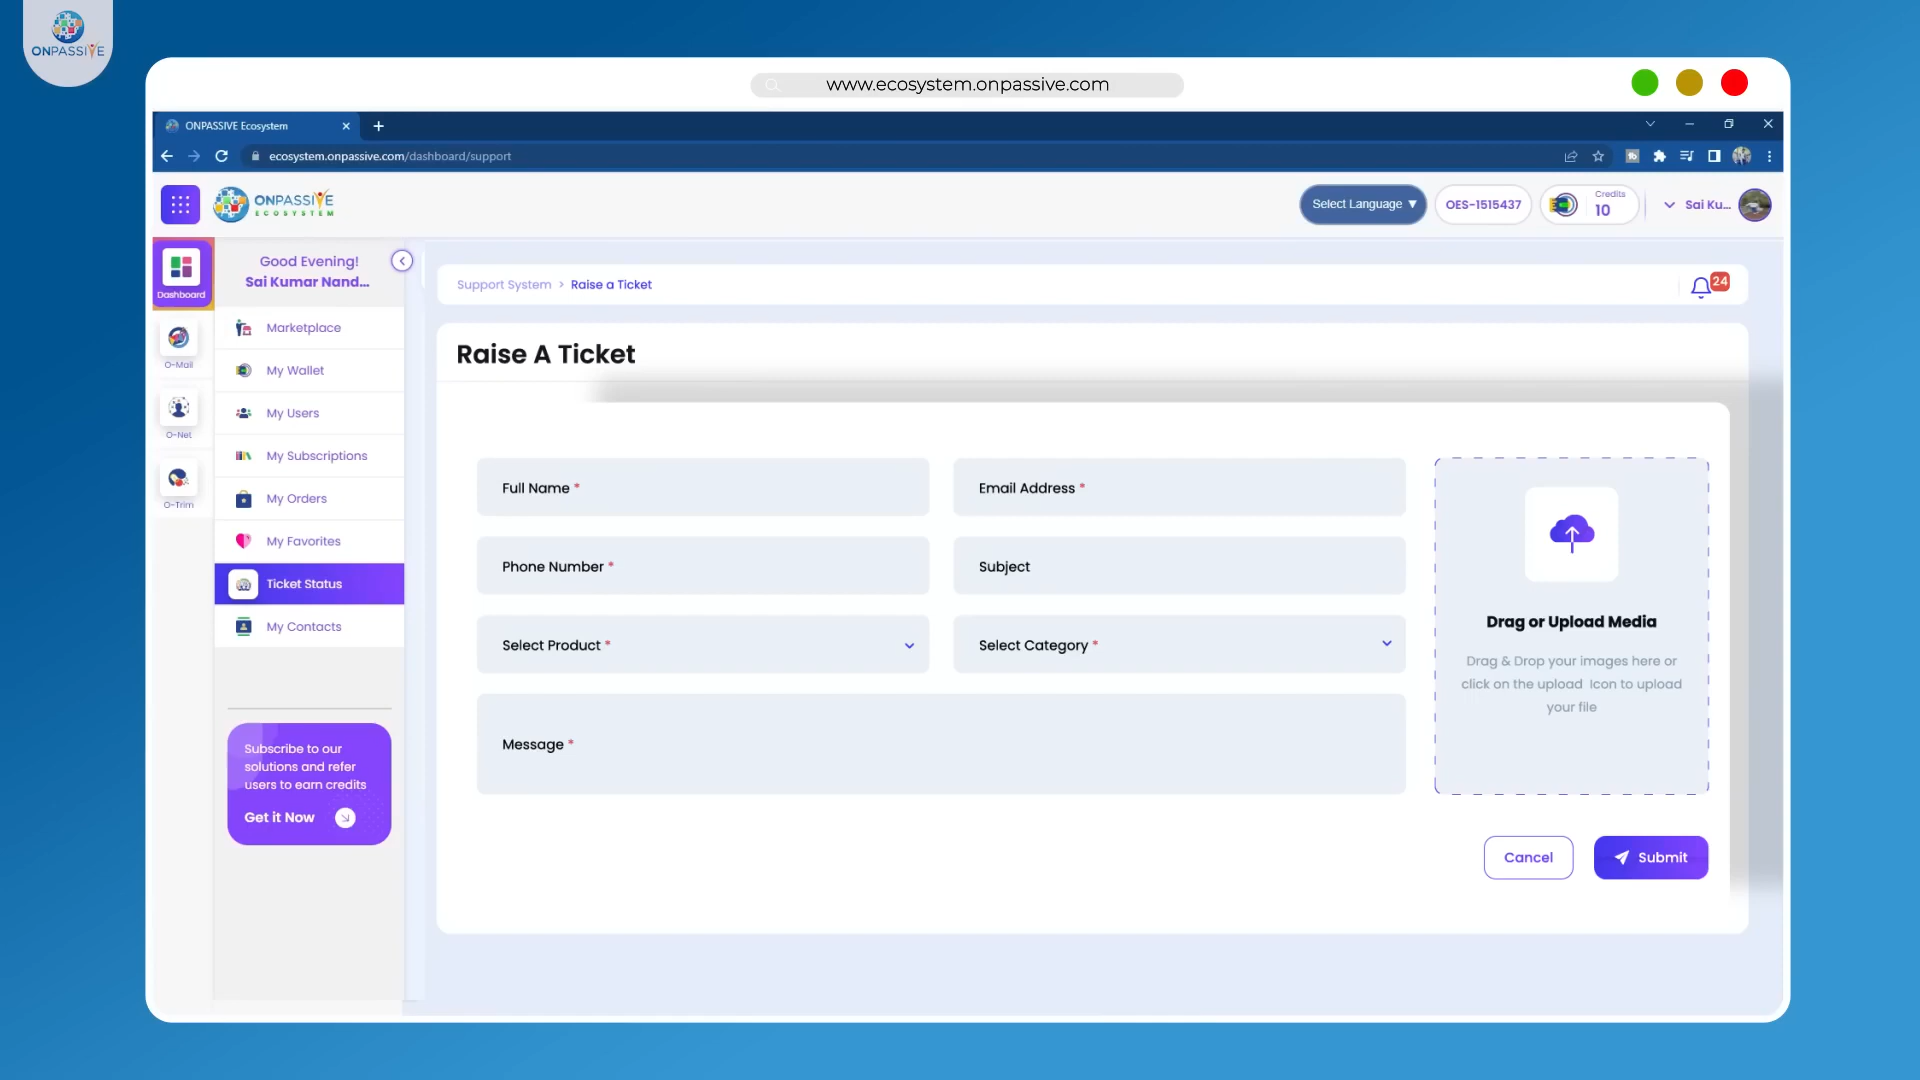 ONPASSIVE
www.ecosystem.onpassive.com
ONPASSIVE Ecosystem
ecosystem.onpassive.com/dashboard/support
ONPASSIVE
ECOSYSTEM
Select Language ▼
OES-1515437
Credits
10
Sai Ku...
Dashboard
O-Mail
O-Net
O-Trim
Good Evening!
Sai Kumar Nand...
Marketplace
My Wallet
My Users
My Subscriptions
My Orders
My Favorites
Ticket Status
My Contacts
Subscribe to our
solutions and refer
users to earn credits
Get it Now
Support System > Raise a Ticket
24
Raise A Ticket
Full Name *
Email Address *
Phone Number *
Subject
Select Product *
Select Category *
Message *
Drag or Upload Media
Drag & Drop your images here or
click on the upload Icon to upload
your file
Cancel
Submit